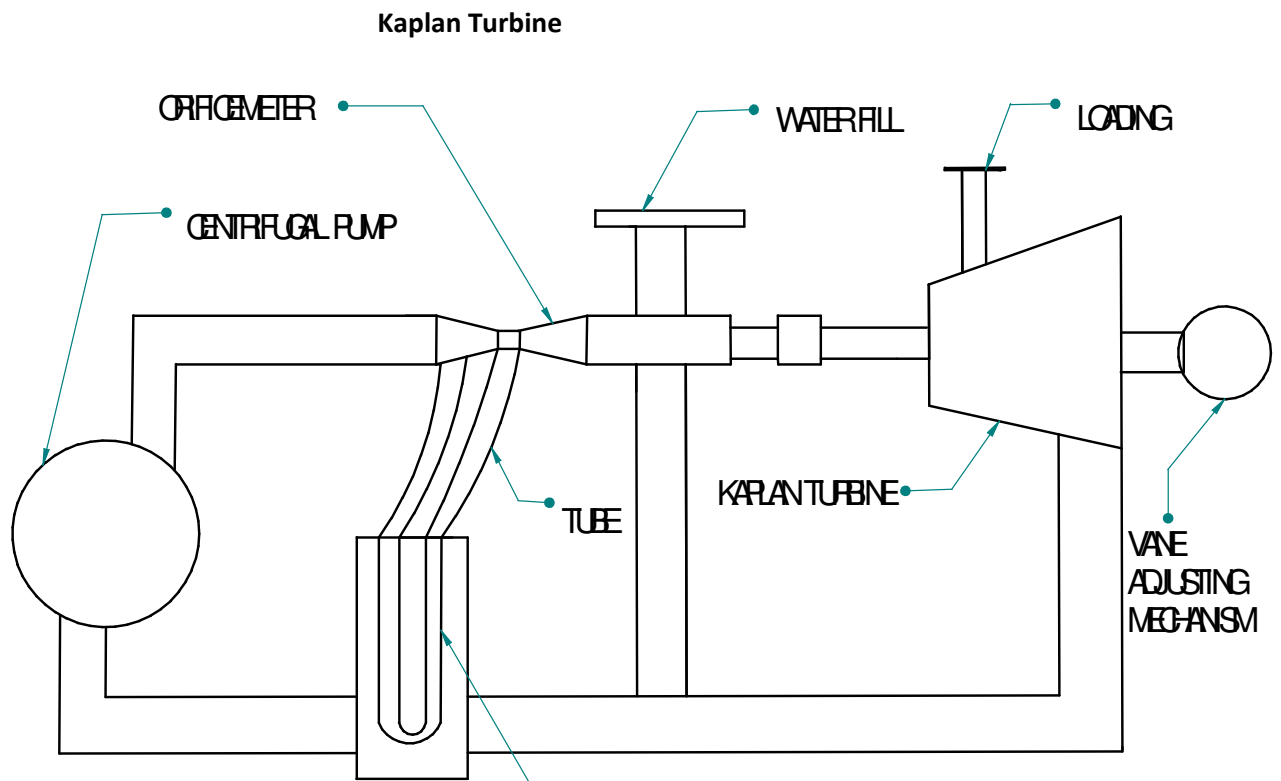 Kaplan Turbine
ORIFICEMETER
WATER FILL
LOADING
CENTRIFUGAL PUMP
TUBE
KAPLAN TURBINE
VANE
ADJUSTING
MECHANISM